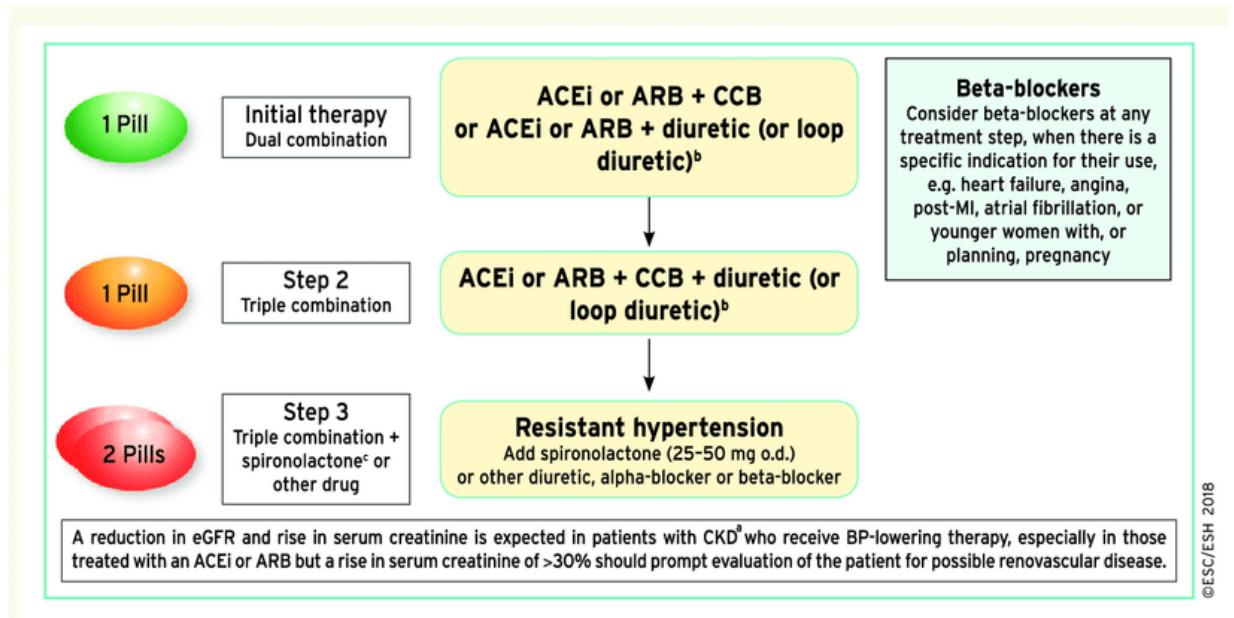 1 Pill
Initial therapy
Dual combination
ACEi or ARB + CCB
or ACEi or ARB + diuretic (or loop
diuretic)ᵇ
Beta-blockers
Consider beta-blockers at any
treatment step, when there is a
specific indication for their use,
e.g. heart failure, angina,
post-MI, atrial fibrillation, or
younger women with, or
planning, pregnancy
1 Pill
Step 2
Triple combination
ACEi or ARB + CCB + diuretic (or
loop diuretic)ᵇ
2 Pills
Step 3
Triple combination +
spironolactoneᶜ or
other drug
Resistant hypertension
Add spironolactone (25–50 mg o.d.)
or other diuretic, alpha-blocker or beta-blocker
A reduction in eGFR and rise in serum creatinine is expected in patients with CKDᵃ who receive BP-lowering therapy, especially in those
treated with an ACEi or ARB but a rise in serum creatinine of >30% should prompt evaluation of the patient for possible renovascular disease.
©ESC/ESH 2018